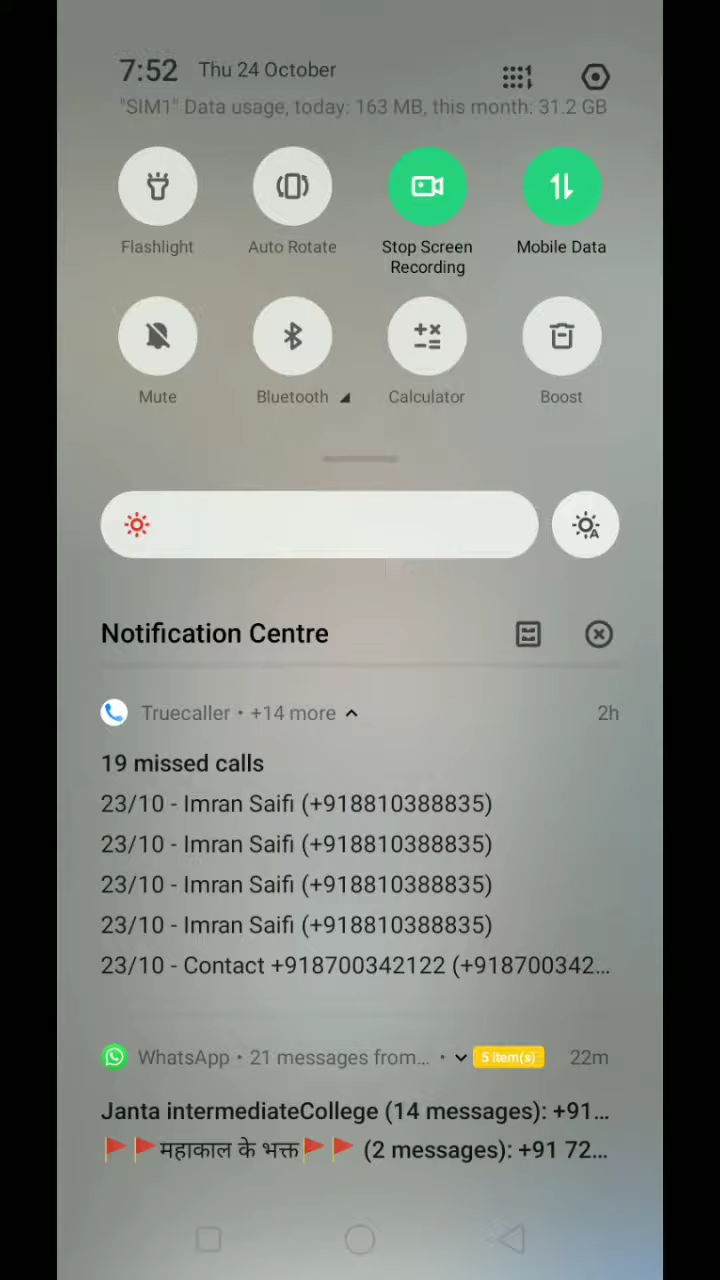 7:52 Thu 24 October
"SIM1" Data usage, today: 163 MB, this month: 31.2 GB
Flashlight
Auto Rotate
Stop Screen Recording
Mobile Data
Mute
Bluetooth
Calculator
Boost
Notification Centre
Truecaller • +14 more 2h
19 missed calls
23/10 - Imran Saifi (+918810388835)
23/10 - Imran Saifi (+918810388835)
23/10 - Imran Saifi (+918810388835)
23/10 - Imran Saifi (+918810388835)
23/10 - Contact +918700342122 (+918700342...
WhatsApp • 21 messages from... • 5 item(s) 22m
Janta intermediateCollege (14 messages): +91...
🚩🚩महाकाल के भक्त🚩🚩 (2 messages): +91 72...